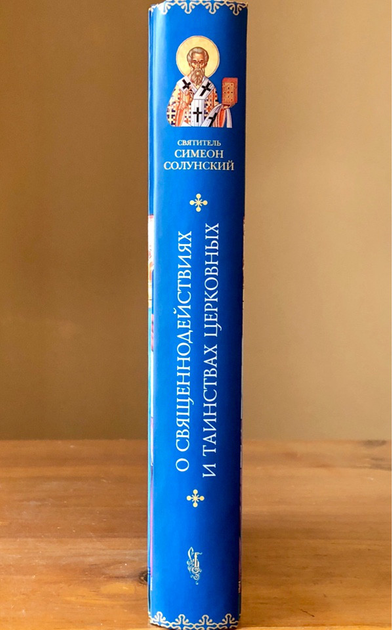 СВЯТИТЕЛЬ
СИМЕОН
СОЛУНСКИЙ
О СВЯЩЕННОДЕЙСТВИЯХ
И ТАИНСТВАХ ЦЕРКОВНЫХ